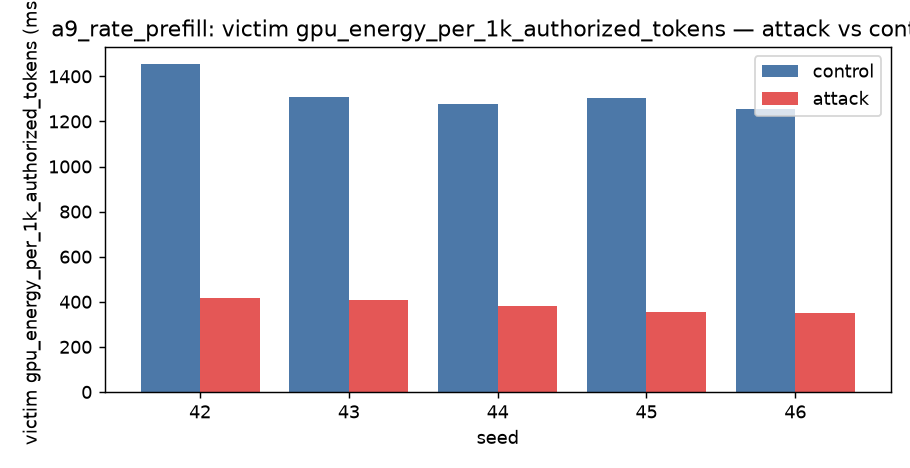 a9_rate_prefill: victim gpu_energy_per_1k_authorized_tokens — attack vs cont
victim gpu_energy_per_1k_authorized_tokens (ms
1400
1200
1000
800
600
400
200
0
control
attack
42 43 44 45 46
seed